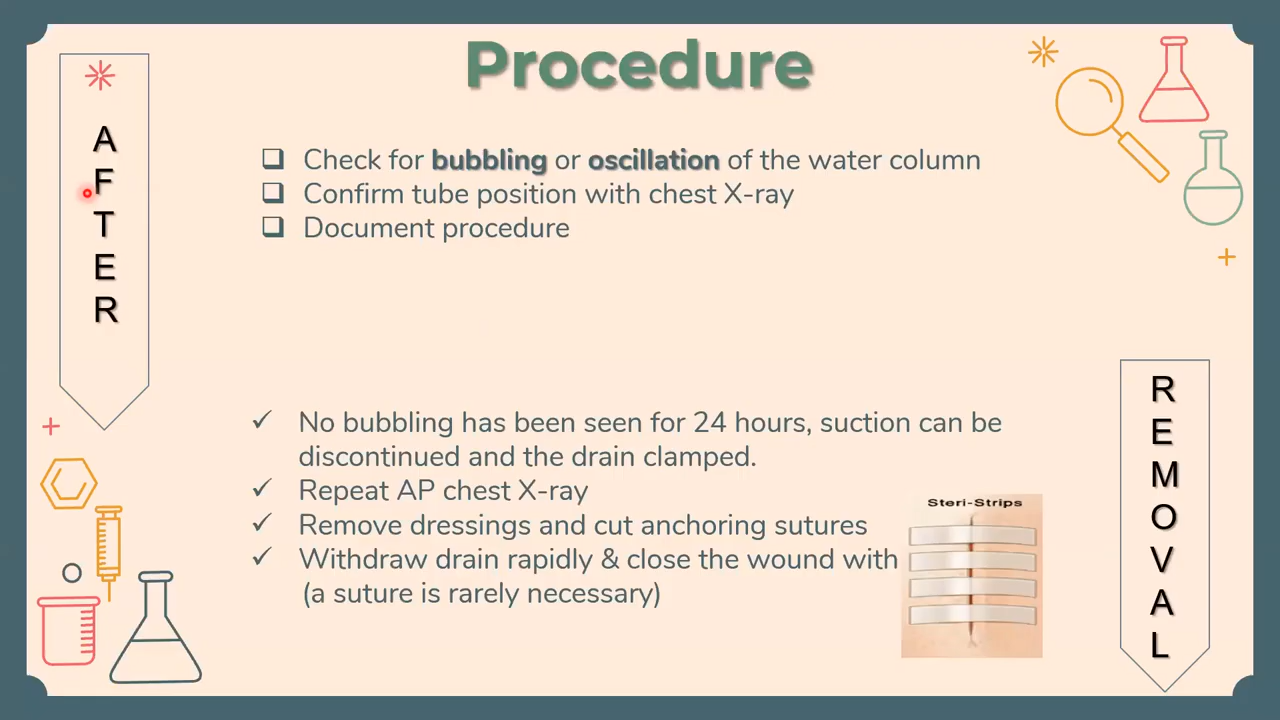 Procedure
AFTER
Check for bubbling or oscillation of the water column
Confirm tube position with chest X-ray
Document procedure
No bubbling has been seen for 24 hours, suction can be
discontinued and the drain clamped.
Repeat AP chest X-ray
Remove dressings and cut anchoring sutures
Withdraw drain rapidly & close the wound with
(a suture is rarely necessary)
Steri-Strips
REMOVAL